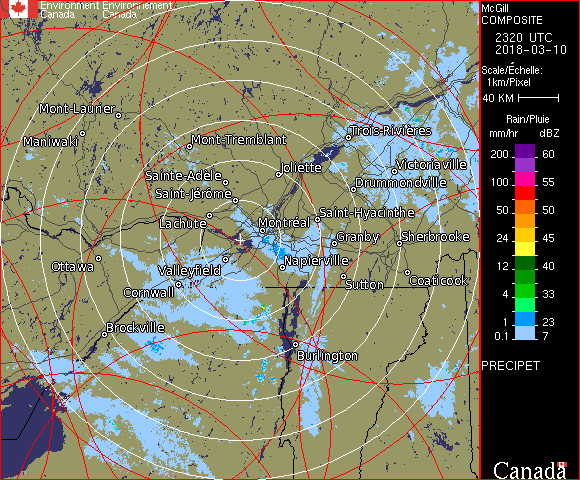 Environment Environnement
Canada Canada
McGill
COMPOSITE
2320 UTC
2018-03-10
Scale/Échelle:
1km/Pixel
40 KM
Rain/Pluie
mm/hr dBZ
200 60
100 55
50 50
24 45
12 40
4 33
1 23
0.1 7
PRECIPET
Canada
Mont-Laurier
Maniwaki
Mont-Tremblant
Trois-Rivières
Sainte-Adèle
Joliette
Victoriaville
Saint-Jérôme
Drummondville
Lachute
Montréal
Saint-Hyacinthe
Granby
Sherbrooke
Ottawa
Valleyfield
Napierville
Cornwall
Sutton
Coaticook
Brockville
Burlington